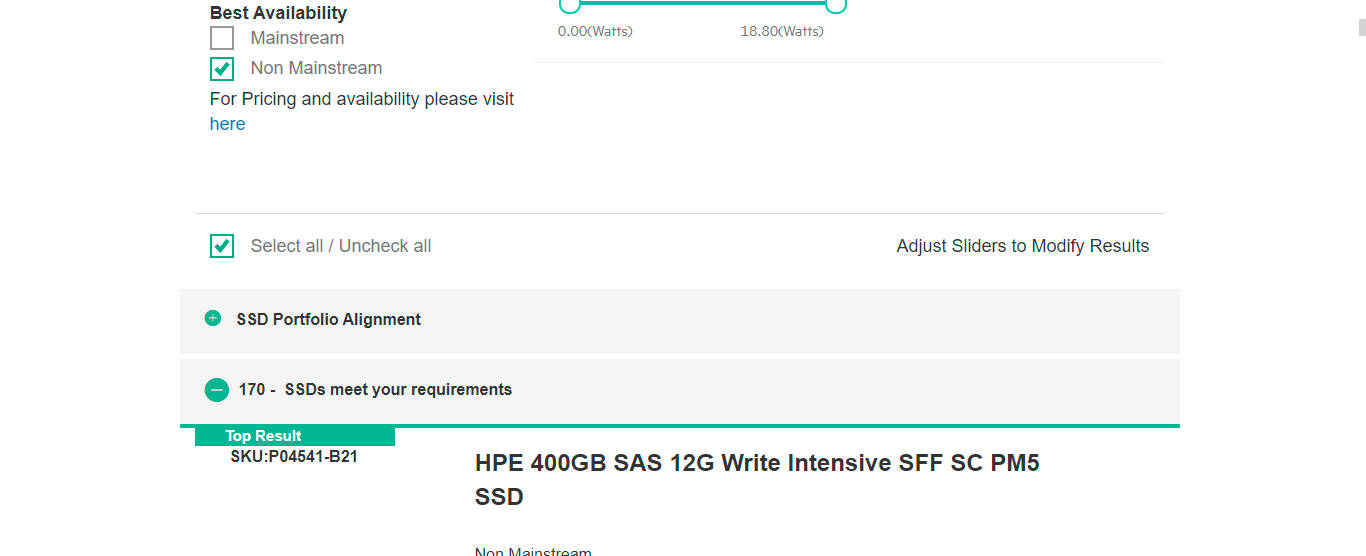 Best Availability
Mainstream
Non Mainstream
For Pricing and availability please visit
here
0.00(Watts)
18.80(Watts)
Select all / Uncheck all
Adjust Sliders to Modify Results
SSD Portfolio Alignment
170 -  SSDs meet your requirements
Top Result
SKU:P04541-B21
HPE 400GB SAS 12G Write Intensive SFF SC PM5
SSD
Non Mainstream